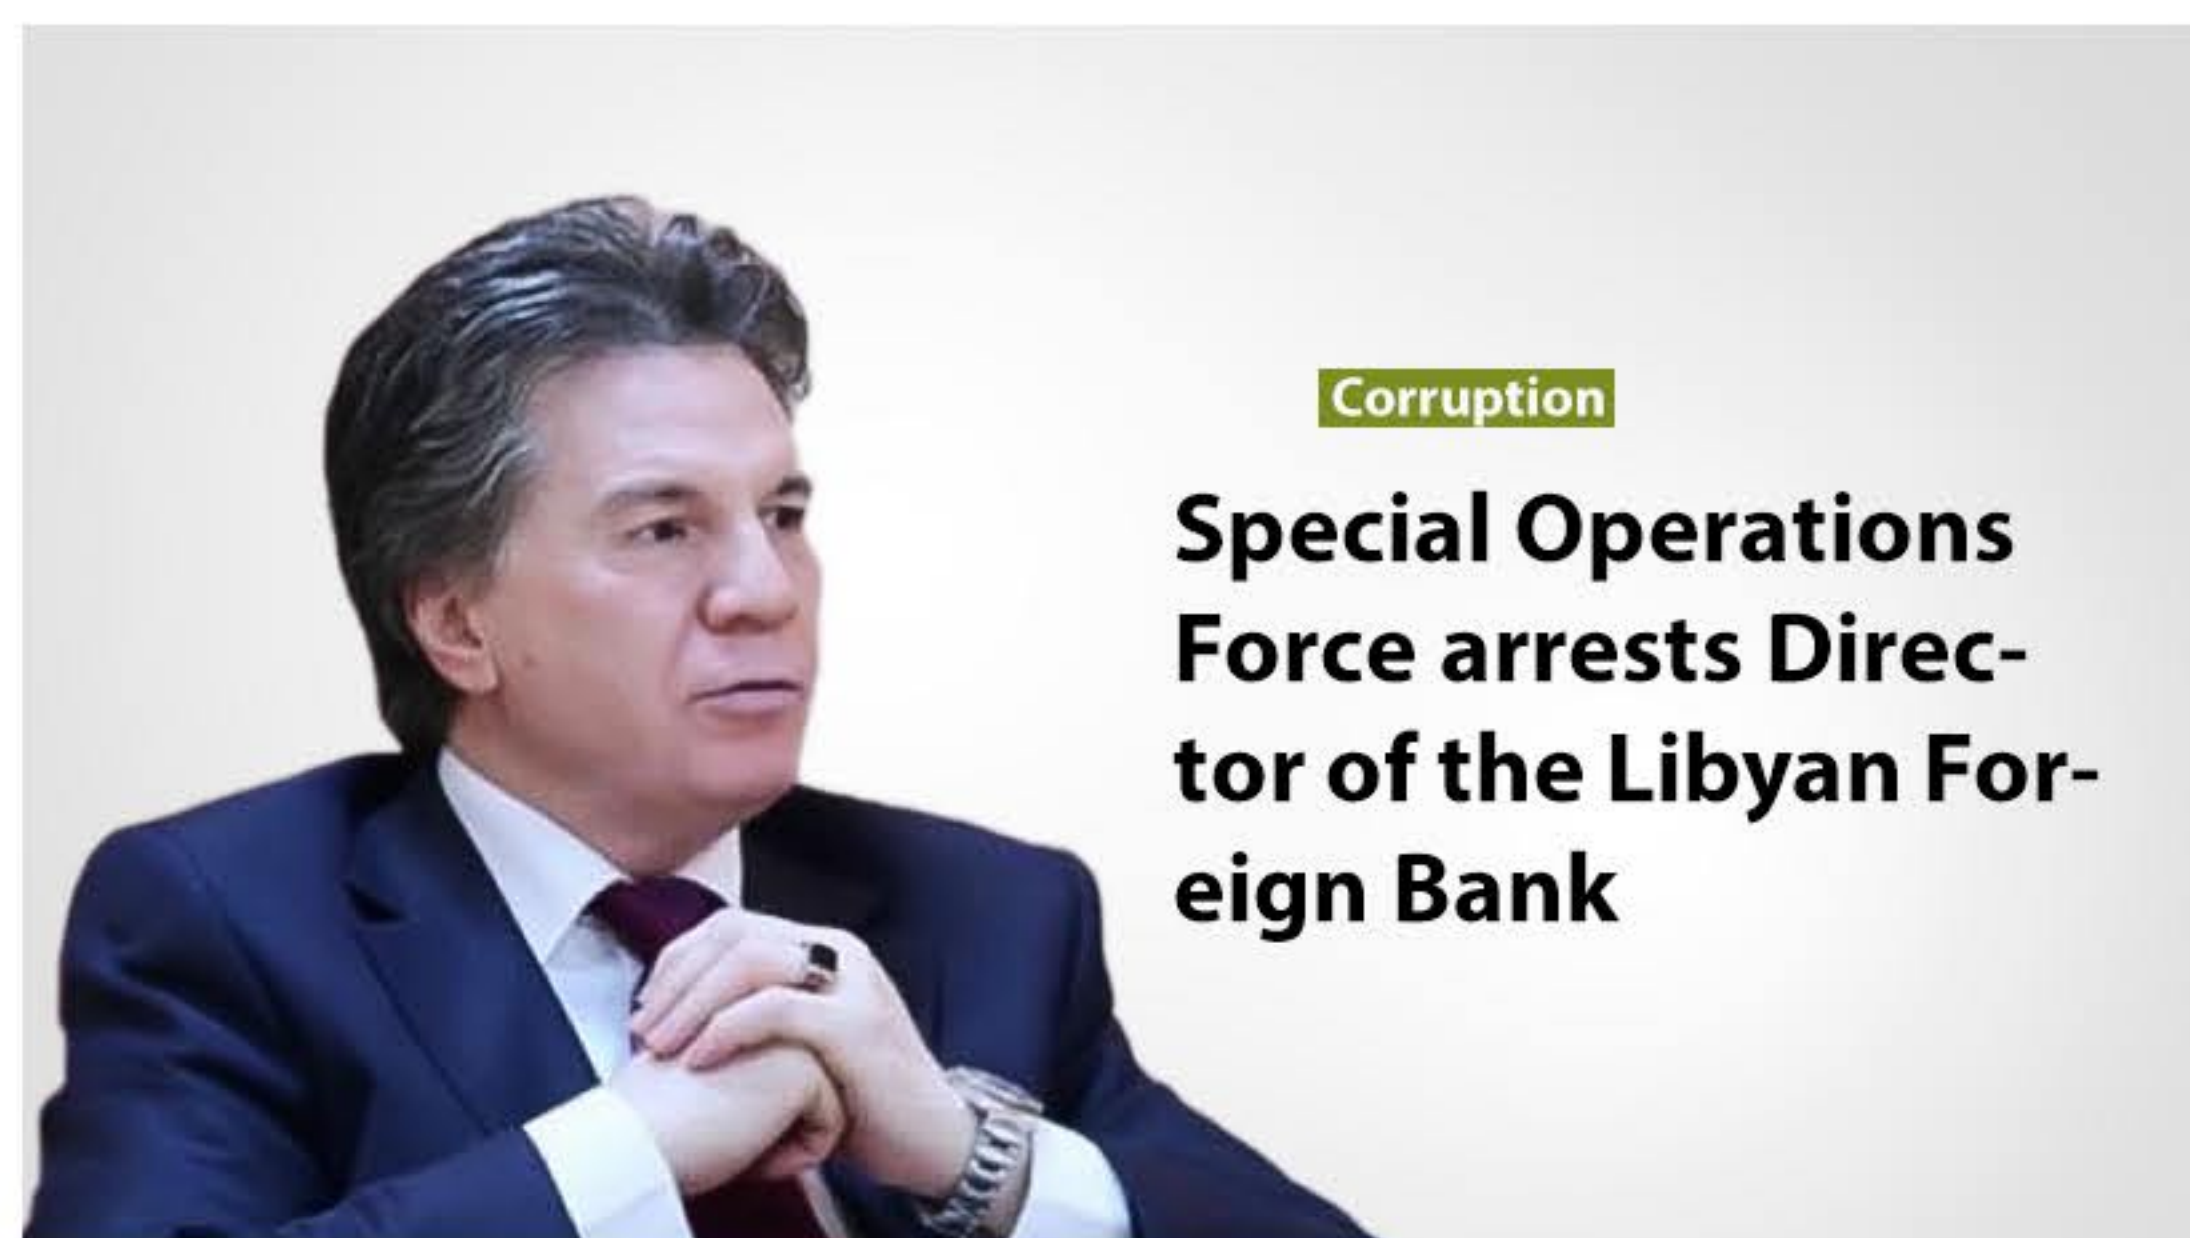 Corruption
Special Operations
Force arrests Direc-
tor of the Libyan For-
eign Bank